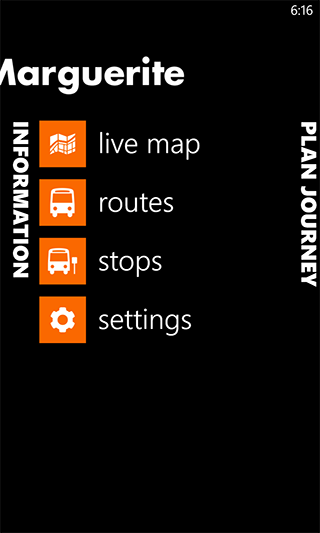 6:16
Marguerite
INFORMATION
live map
routes
stops
settings
PLAN JOURNEY